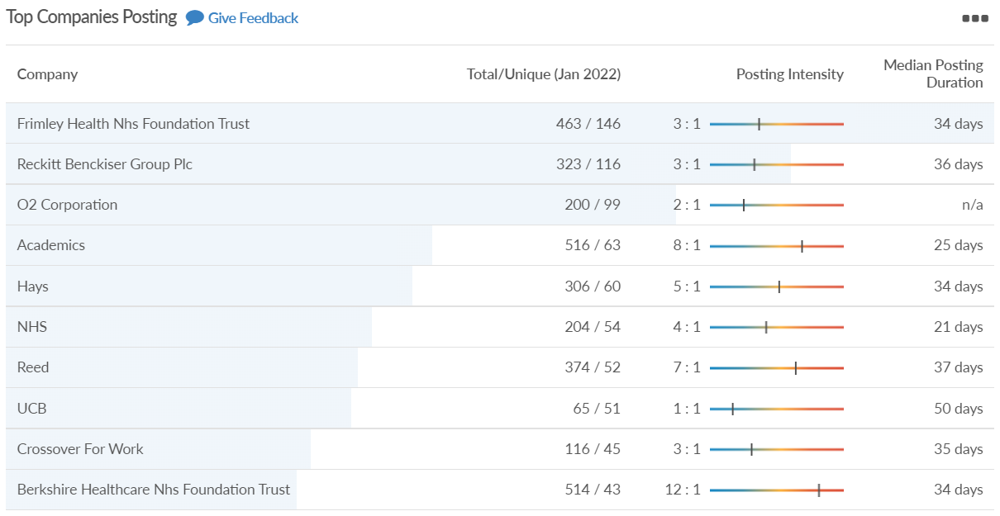 Top Companies Posting Give Feedback
Company Total/Unique (Jan 2022) Posting Intensity Median Posting Duration
Frimley Health Nhs Foundation Trust 463 / 146 3 : 1 34 days
Reckitt Benckiser Group Plc 323 / 116 3 : 1 36 days
O2 Corporation 200 / 99 2 : 1 n/a
Academics 516 / 63 8 : 1 25 days
Hays 306 / 60 5 : 1 34 days
NHS 204 / 54 4 : 1 21 days
Reed 374 / 52 7 : 1 37 days
UCB 65 / 51 1 : 1 50 days
Crossover For Work 116 / 45 3 : 1 35 days
Berkshire Healthcare Nhs Foundation Trust 514 / 43 12 : 1 34 days